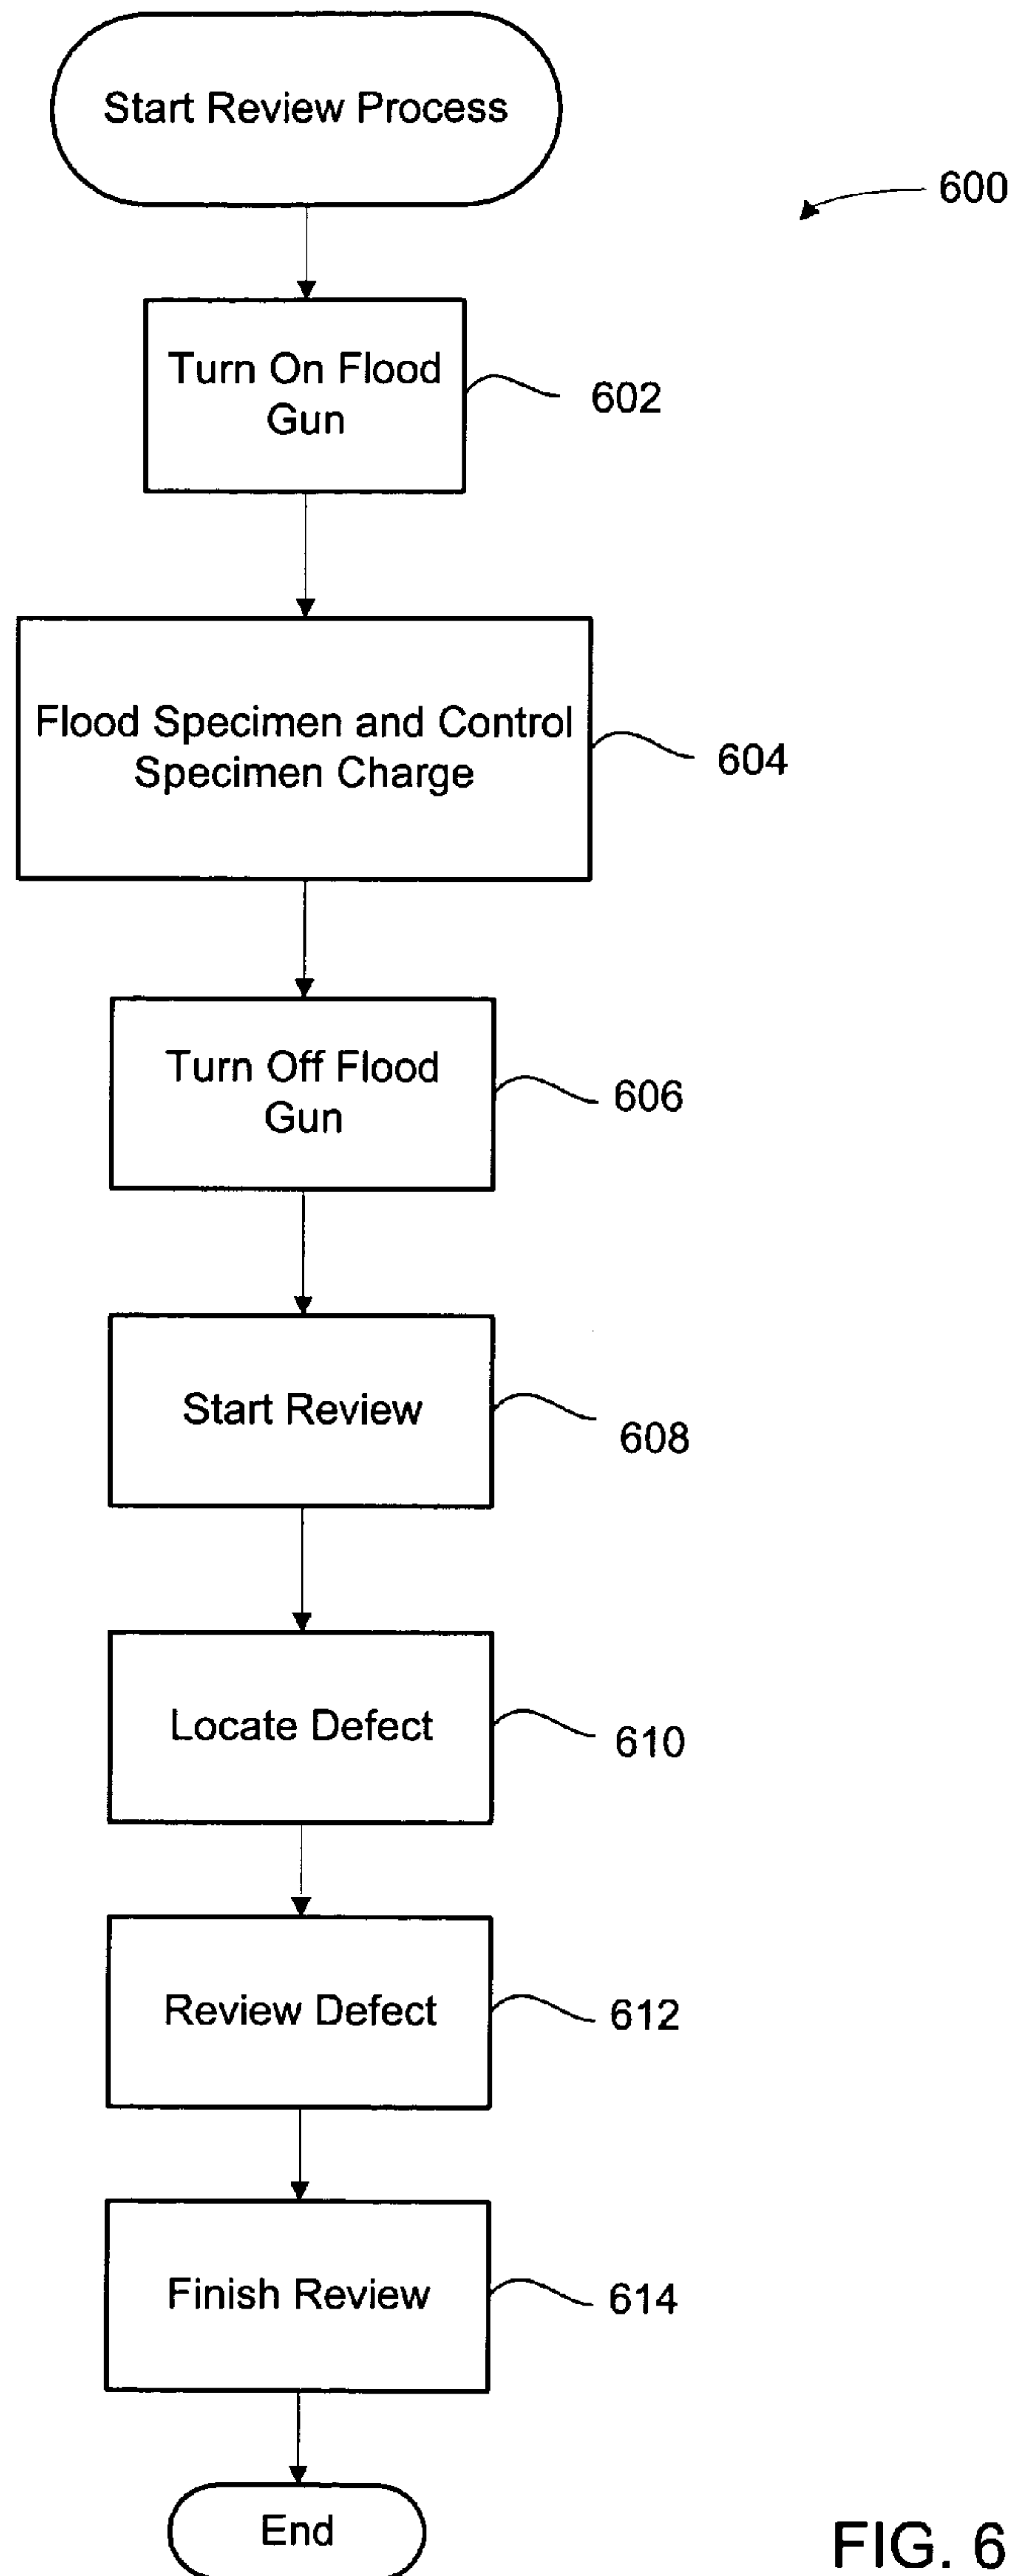 Start Review Process
600
Turn On Flood
Gun
602
Flood Specimen and Control
Specimen Charge
604
Turn Off Flood
Gun
606
Start Review
608
Locate Defect
610
Review Defect
612
Finish Review
614
End
FIG. 6